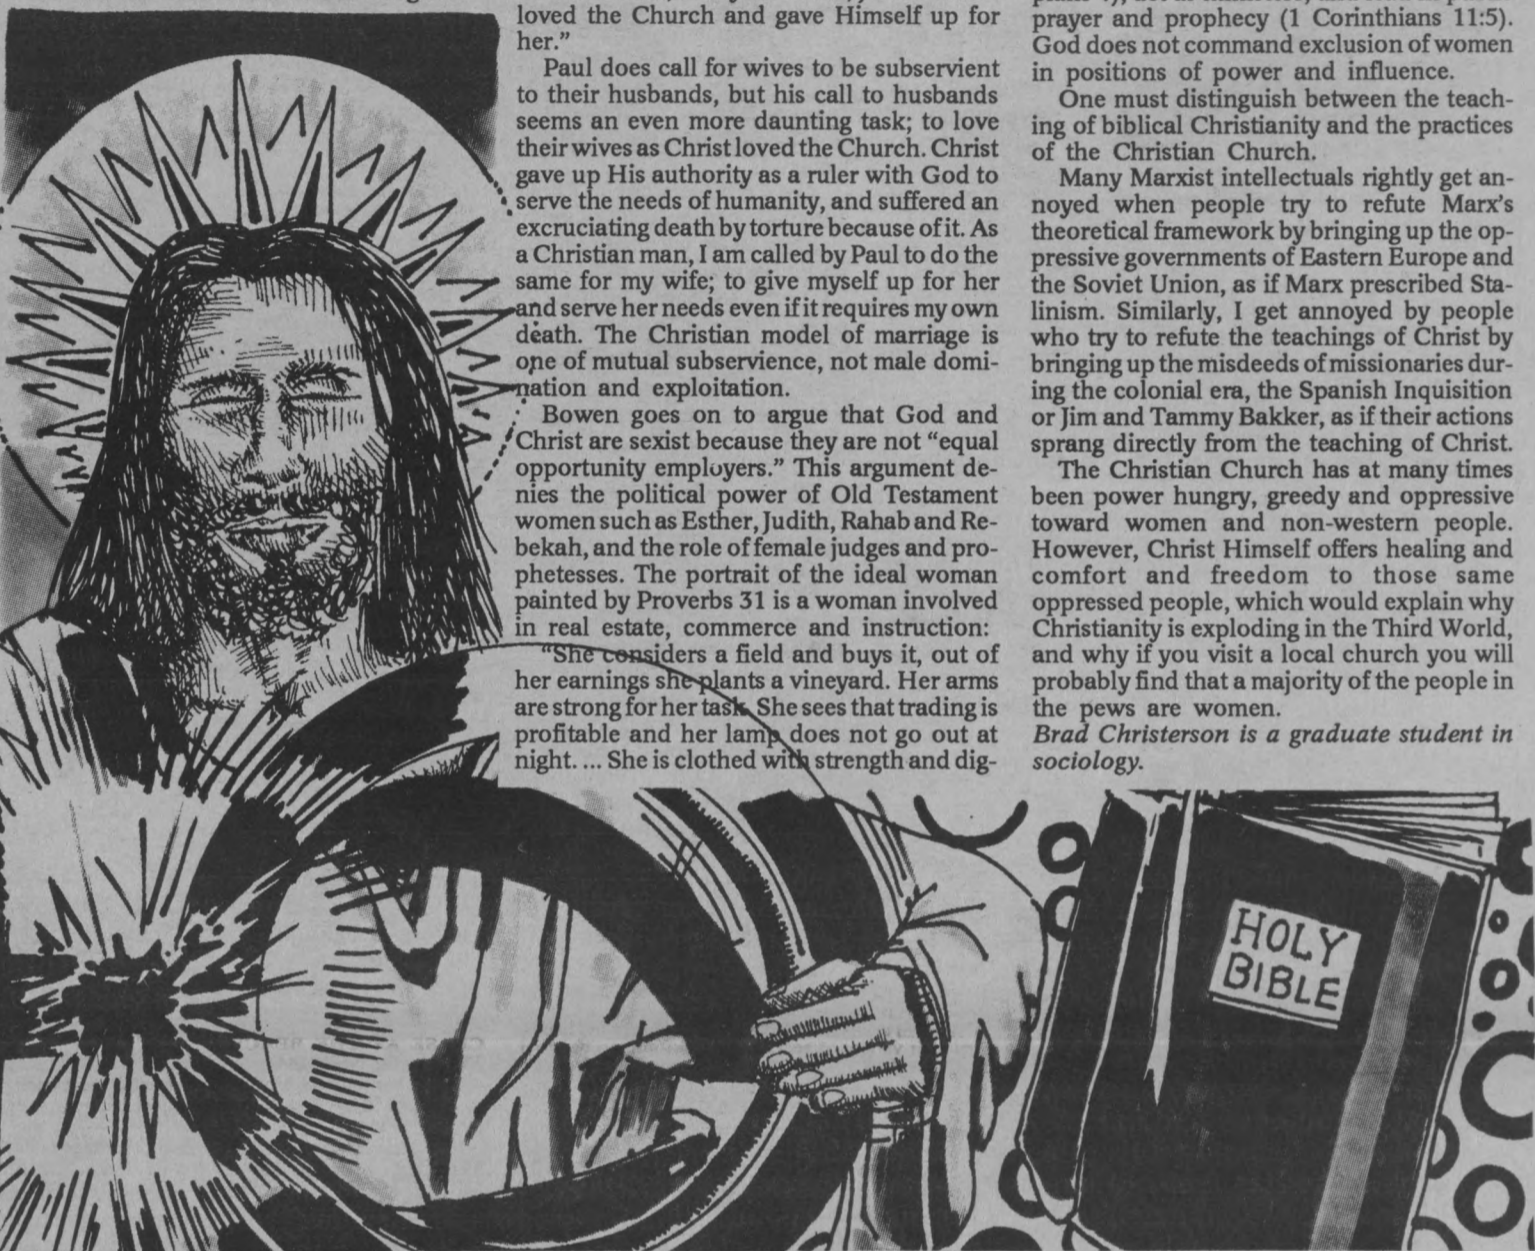 loved the Church and gave Himself up for
her.”
Paul does call for wives to be subservient
to their husbands, but his call to husbands
seems an even more daunting task; to love
their wives as Christ loved the Church. Christ
gave up His authority as a ruler with God to
serve the needs of humanity, and suffered an
excruciating death by torture because of it. As
a Christian man, I am called by Paul to do the
same for my wife; to give myself up for her
and serve her needs even if it requires my own
death. The Christian model of marriage is
one of mutual subservience, not male domi-
nation and exploitation.
Bowen goes on to argue that God and
Christ are sexist because they are not “equal
opportunity employers.” This argument de-
nies the political power of Old Testament
women such as Esther, Judith, Rahab and Re-
bekah, and the role of female judges and pro-
phetesses. The portrait of the ideal woman
painted by Proverbs 31 is a woman involved
in real estate, commerce and instruction:
“She considers a field and buys it, out of
her earnings she plants a vineyard. Her arms
are strong for her task. She sees that trading is
profitable and her lamp does not go out at
night. ... She is clothed with strength and dig-
prayer and prophecy (1 Corinthians 11:5).
God does not command exclusion of women
in positions of power and influence.
One must distinguish between the teach-
ing of biblical Christianity and the practices
of the Christian Church.
Many Marxist intellectuals rightly get an-
noyed when people try to refute Marx’s
theoretical framework by bringing up the op-
pressive governments of Eastern Europe and
the Soviet Union, as if Marx prescribed Sta-
linism. Similarly, I get annoyed by people
who try to refute the teachings of Christ by
bringing up the misdeeds of missionaries dur-
ing the colonial era, the Spanish Inquisition
or Jim and Tammy Bakker, as if their actions
sprang directly from the teaching of Christ.
The Christian Church has at many times
been power hungry, greedy and oppressive
toward women and non-western people.
However, Christ Himself offers healing and
comfort and freedom to those same
oppressed people, which would explain why
Christianity is exploding in the Third World,
and why if you visit a local church you will
probably find that a majority of the people in
the pews are women.
Brad Christerson is a graduate student in
sociology.
HOLY
BIBLE